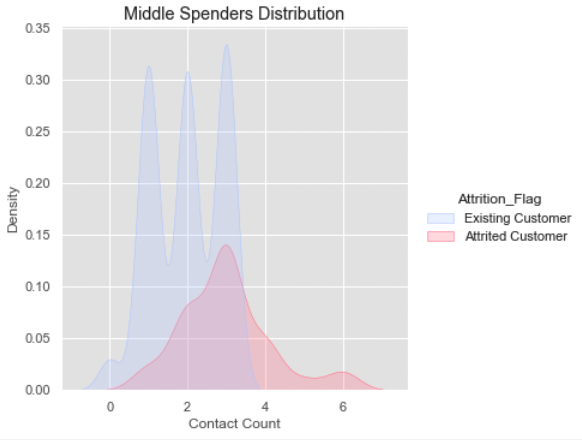 Middle Spenders Distribution
0.35
0.30
0.25
0.20
0.15
0.10
0.05
0.00
Density
0 2 4 6
Contact Count
Attrition_Flag
Existing Customer
Attrited Customer